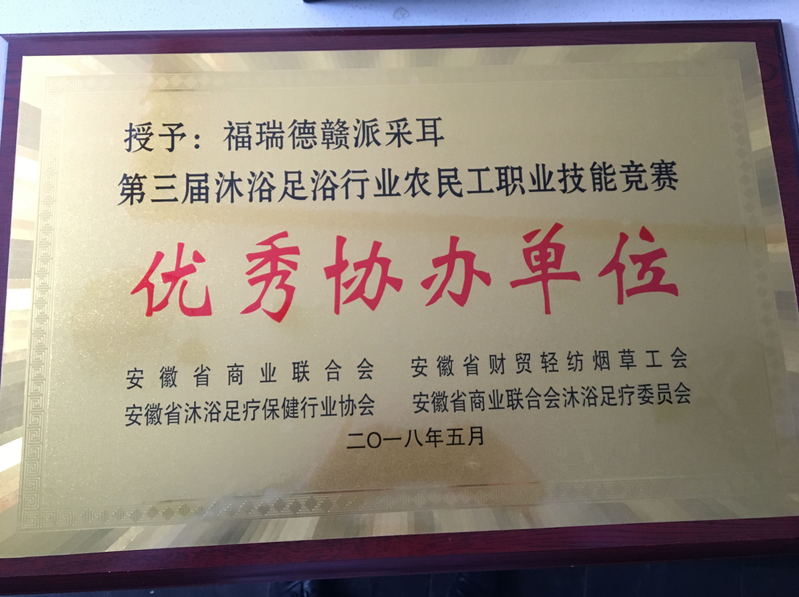 授予：福瑞德赣派采耳
第三届沐浴足浴行业农民工职业技能竞赛
优秀协办单位
安徽省商业联合会 安徽省财贸轻纺烟草工会
安徽省沐浴足疗保健行业协会 安徽省商业联合会沐浴足疗委员会
二〇一八年五月